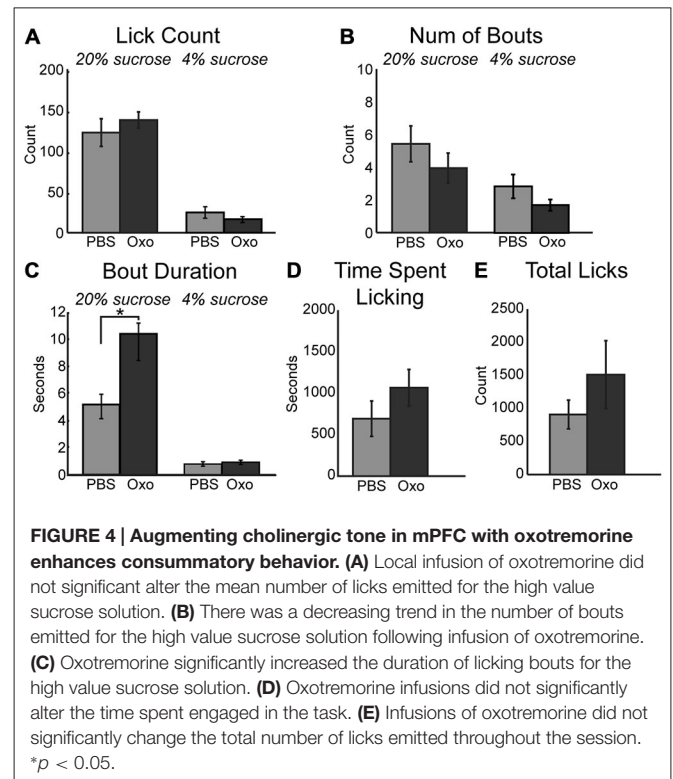 A Lick Count
20% sucrose 4% sucrose
200
150
100
50
0
Count
PBS Oxo PBS Oxo
B Num of Bouts
20% sucrose 4% sucrose
10
8
6
4
2
0
Count
PBS Oxo PBS Oxo
C Bout Duration
20% sucrose 4% sucrose
12
10
8
6
4
2
0
Seconds
*
PBS Oxo PBS Oxo
D Time Spent
Licking
2000
1500
1000
500
0
Seconds
PBS Oxo
E Total Licks
2500
2000
1500
1000
500
0
Count
PBS Oxo
FIGURE 4 | Augmenting cholinergic tone in mPFC with oxotremorine
enhances consummatory behavior. (A) Local infusion of oxotremorine did
not significant alter the mean number of licks emitted for the high value
sucrose solution. (B) There was a decreasing trend in the number of bouts
emitted for the high value sucrose solution following infusion of oxotremorine.
(C) Oxotremorine significantly increased the duration of licking bouts for the
high value sucrose solution. (D) Oxotremorine infusions did not significantly
alter the time spent engaged in the task. (E) Infusions of oxotremorine did not
significantly change the total number of licks emitted throughout the session.
*p < 0.05.